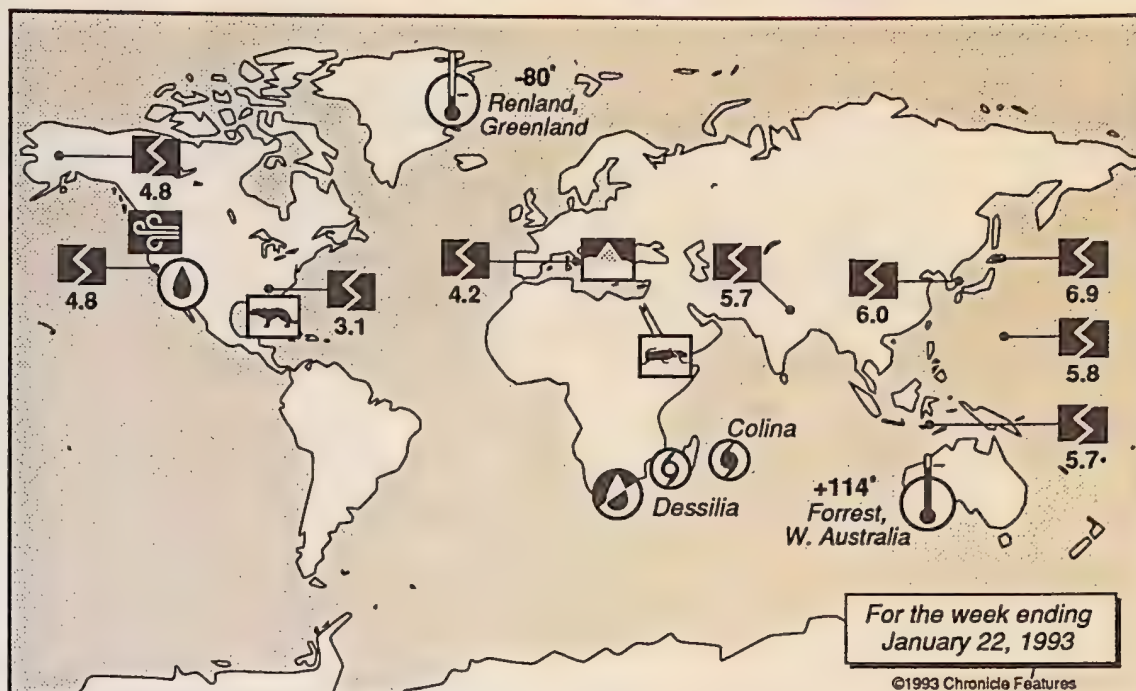 -80°
Renland,
Greenland
4.8
4.8
3.1
4.2
5.7
6.0
6.9
5.8
5.7
Colina
Dessilia
+114°
Forrest,
W. Australia
For the week ending
January 22, 1993
©1993 Chronicle Features